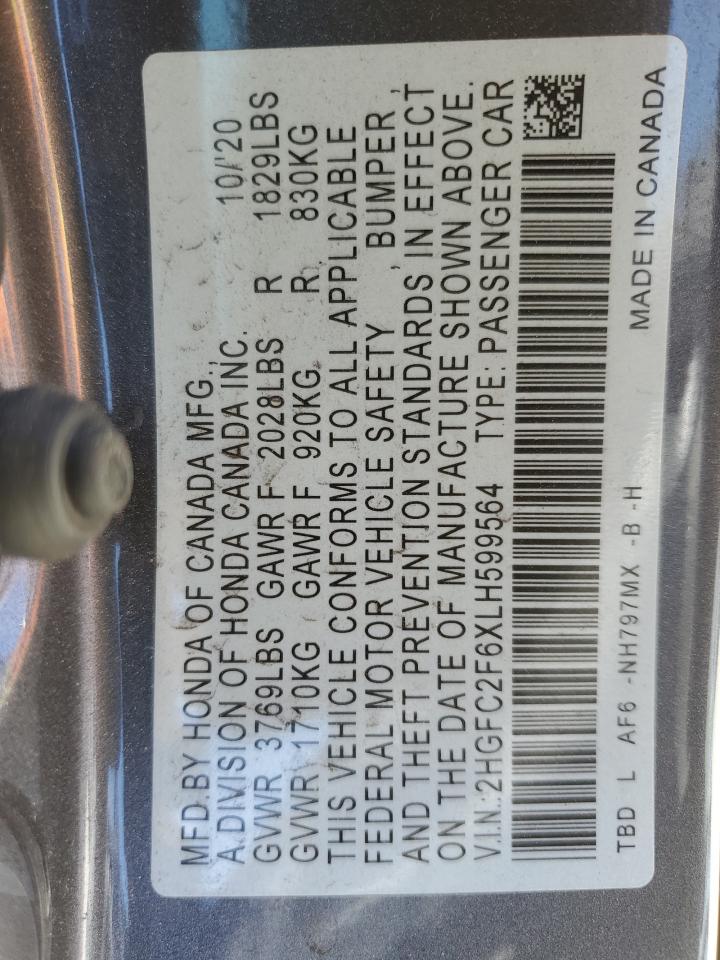 MFD.BY HONDA OF CANADA MFG., 10/'20
A.DIVISION OF HONDA CANADA INC.
GVWR 3769LBS GAWR F 2028LBS R 1829LBS
GVWR 1710KG GAWR F 920KG R 830KG
THIS VEHICLE CONFORMS TO ALL APPLICABLE
FEDERAL MOTOR VEHICLE SAFETY , BUMPER ,
AND THEFT PREVENTION STANDARDS IN EFFECT
ON THE DATE OF MANUFACTURE SHOWN ABOVE.
V.I.N.:2HGFC2F6XLH599564 TYPE: PASSENGER CAR
TBD L AF6 -NH797MX -B -H MADE IN CANADA